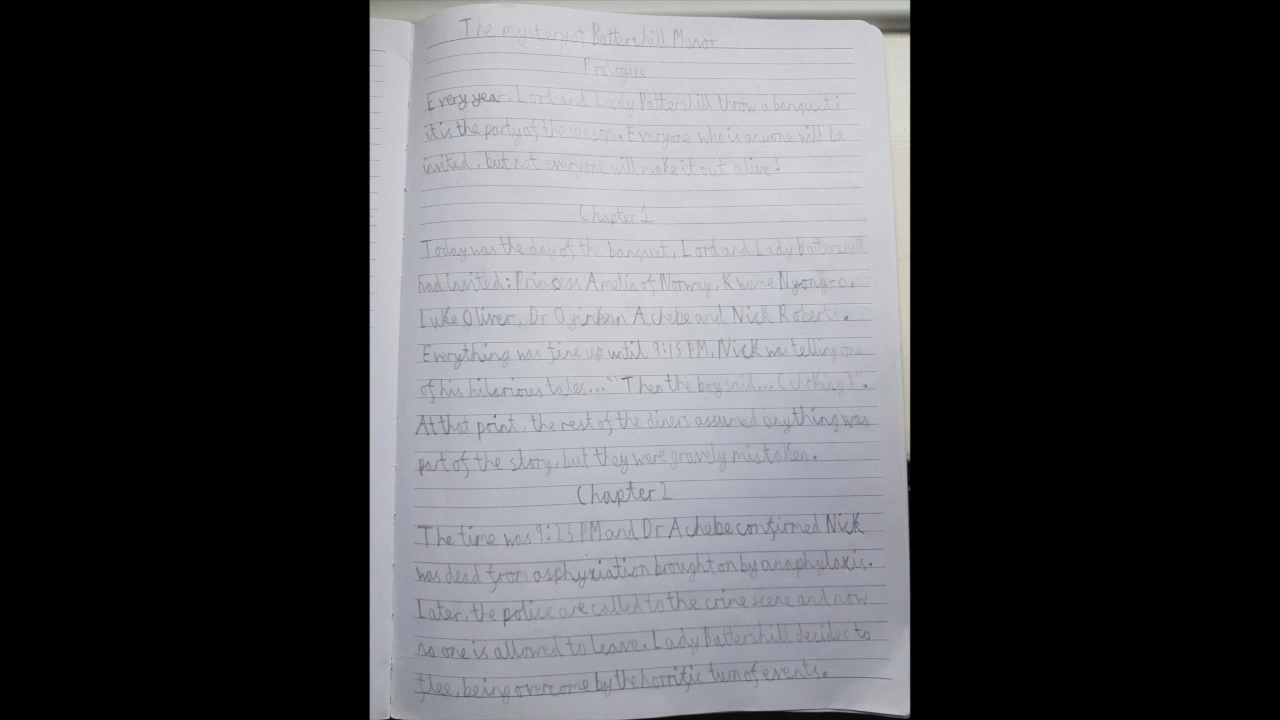 The mystery of Battershill Manor
Prologue
Every year, Lord and Lady Battershill throw a banquet;
it is the party of the season. Everyone who is anyone will be
invited, but not everyone will make it out alive!
Chapter 1
Today was the day of the banquet, Lord and Lady Battershill
had invited: Princess Amelia of Norway, Kwame Nyong-o,
Luke Oliver, Dr Oyinkan Achebe and Nick Roberts.
Everything was fine up until 9:15 PM, Nick was telling one
of his hilarious tales... "Then the boy said... (choking)".
At that print, the rest of the diners assumed anything was
part of the story, but they were gravely mistaken.
Chapter 2
The time was 9:23 PM and Dr Achebe confirmed Nick
was dead from asphyxiation brought on by anaphylaxis.
Later, the police are called to the crime scene and now
no one is allowed to leave. Lady Battershill decides to
flee, being overcome by the horrific turn of events.